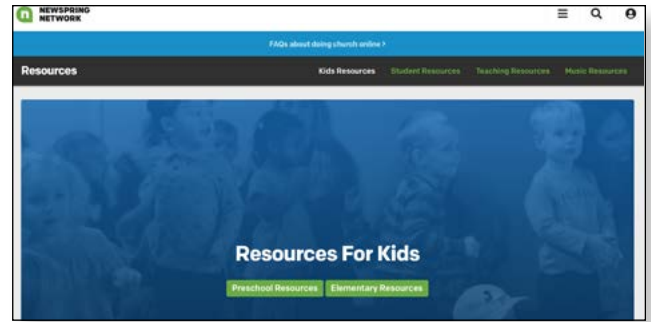 NEWSPRING
NETWORK
FAQs about doing church online >
Resources
Kids Resources Student Resources Teaching Resources Music Resources
Resources For Kids
Preschool Resources Elementary Resources